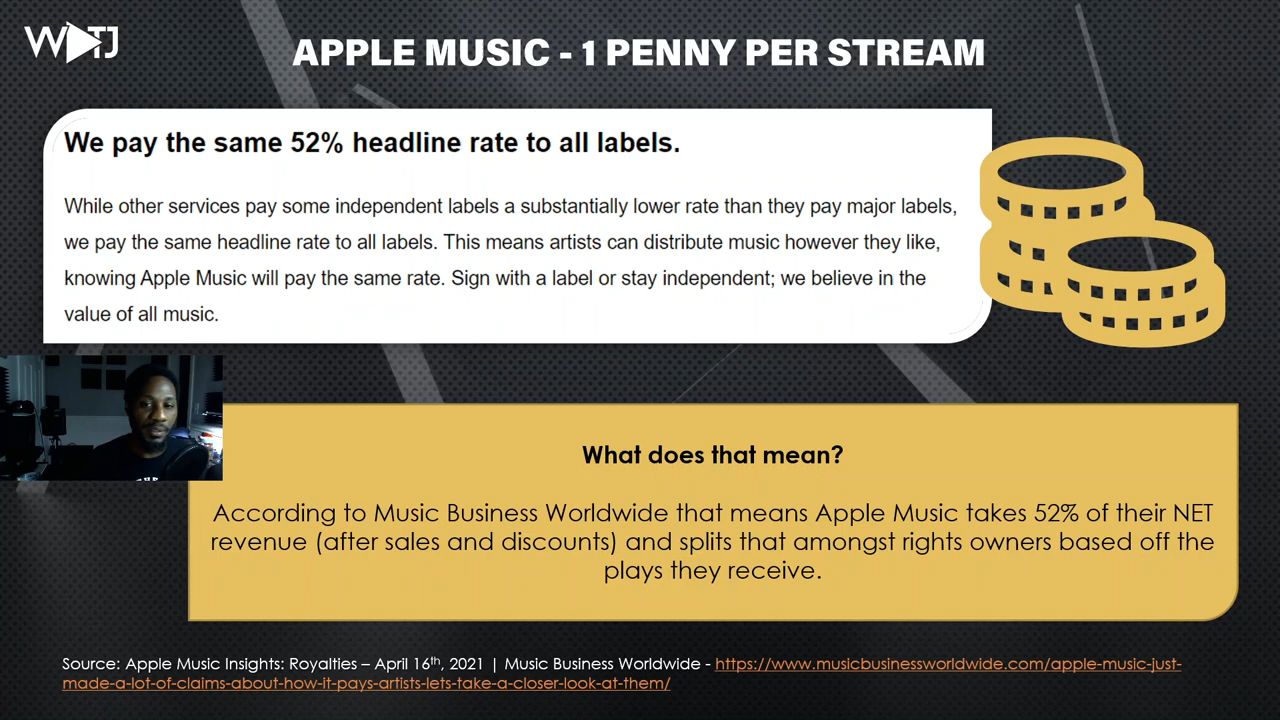 W TJ
APPLE MUSIC - 1 PENNY PER STREAM
We pay the same 52% headline rate to all labels.
While other services pay some independent labels a substantially lower rate than they pay major labels,
we pay the same headline rate to all labels. This means artists can distribute music however they like,
knowing Apple Music will pay the same rate. Sign with a label or stay independent; we believe in the
value of all music.
What does that mean?
According to Music Business Worldwide that means Apple Music takes 52% of their NET
revenue (after sales and discounts) and splits that amongst rights owners based off the
plays they receive.
Source: Apple Music Insights: Royalties – April 16th, 2021 | Music Business Worldwide - https://www.musicbusinessworldwide.com/apple-music-just-
made-a-lot-of-claims-about-how-it-pays-artists-lets-take-a-closer-look-at-them/